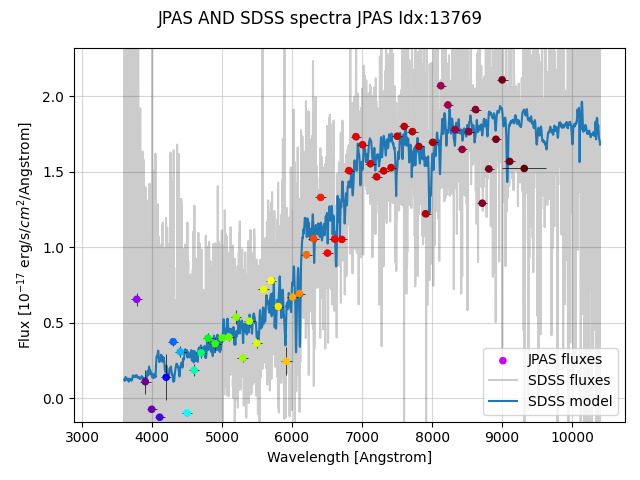 JPAS AND SDSS spectra JPAS Idx:13769
Flux [10⁻¹⁷ erg/s/cm²/Angstrom]
2.0
1.5
1.0
0.5
0.0
JPAS fluxes
SDSS fluxes
SDSS model
3000 4000 5000 6000 7000 8000 9000 10000
Wavelength [Angstrom]